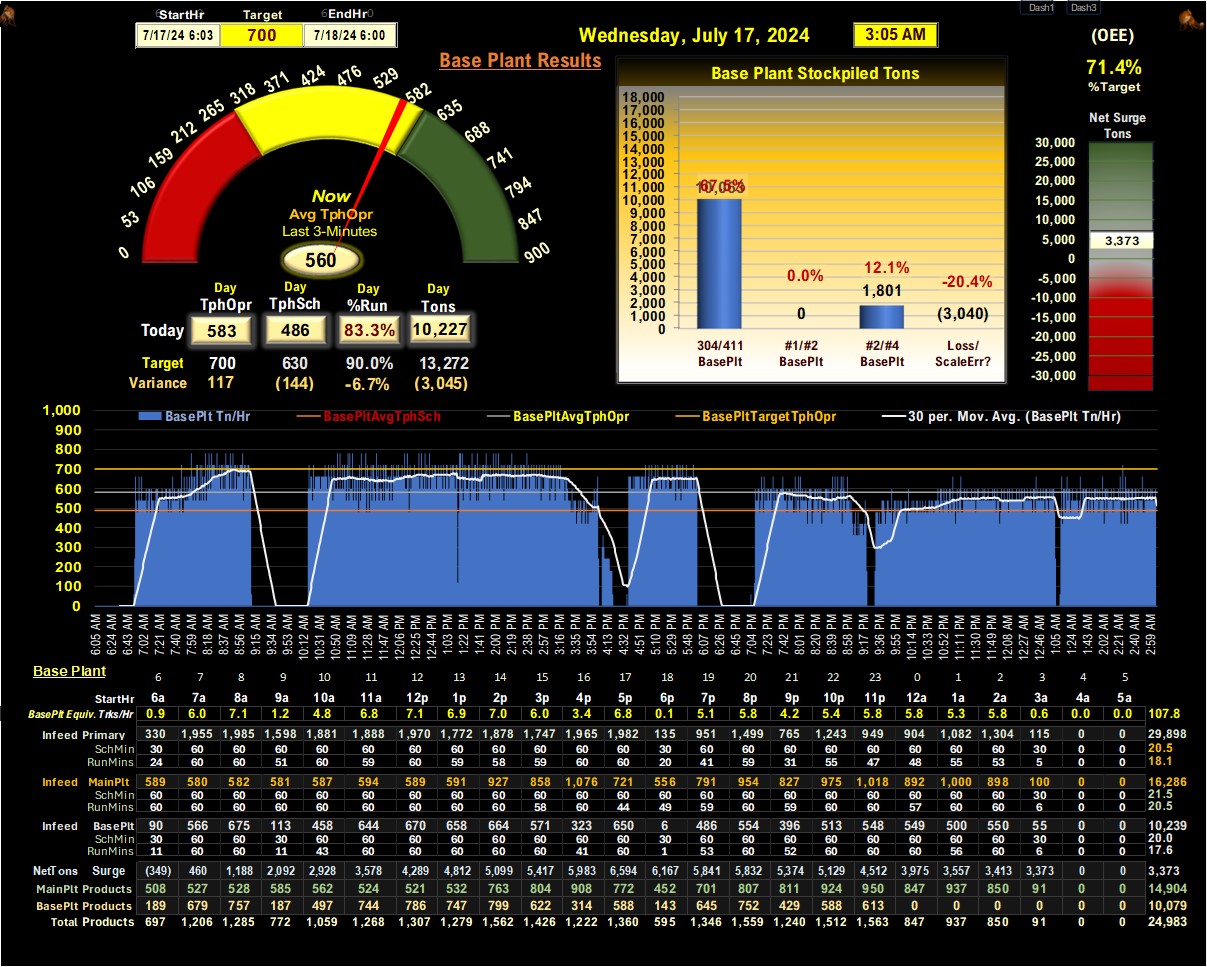 Dash1 Dash3
StartHr Target EndHr
7/17/24 6:03 700 7/18/24 6:00
Wednesday, July 17, 2024 3:05 AM
(OEE)
71.4%
%Target
Base Plant Results
0 53 106 159 212 265 318 371 424 476 529 582 635 688 741 794 847 900
Now
Avg TphOpr
Last 3-Minutes
560
Day Day Day Day
TphOpr TphSch %Run Tons
Today 583 486 83.3% 10,227
Target 700 630 90.0% 13,272
Variance 117 (144) -6.7% (3,045)
Base Plant Stockpiled Tons
18,000
17,000
16,000
15,000
14,000
13,000
12,000
11,000
10,000
9,000
8,000
7,000
6,000
5,000
4,000
3,000
2,000
1,000
0
67.5%
0.0%
0
12.1%
1,801
-20.4%
(3,040)
304/411 #1/#2 #2/#4 Loss/
BasePlt BasePlt BasePlt ScaleErr?
Net Surge
Tons
30,000
25,000
20,000
15,000
10,000
5,000
0
-5,000
-10,000
-15,000
-20,000
-25,000
-30,000
3,373
BasePlt Tn/Hr BasePltAvgTphSch BasePltAvgTphOpr BasePltTargetTphOpr 30 per. Mov. Avg. (BasePlt Tn/Hr)
1,000
900
800
700
600
500
400
300
200
100
0
6:05 AM 6:24 AM 6:43 AM 7:02 AM 7:21 AM 7:40 AM 7:59 AM 8:18 AM 8:37 AM 8:56 AM 9:15 AM 9:34 AM 9:53 AM 10:12 AM 10:31 AM 10:50 AM 11:09 AM 11:28 AM 11:47 AM 12:06 PM 12:25 PM 12:44 PM 1:03 PM 1:22 PM 1:41 PM 2:00 PM 2:19 PM 2:38 PM 2:57 PM 3:16 PM 3:35 PM 3:54 PM 4:13 PM 4:32 PM 4:51 PM 5:10 PM 5:29 PM 5:48 PM 6:07 PM 6:26 PM 6:45 PM 7:04 PM 7:23 PM 7:42 PM 8:01 PM 8:20 PM 8:39 PM 8:58 PM 9:17 PM 9:36 PM 9:55 PM 10:14 PM 10:33 PM 10:52 PM 11:11 PM 11:30 PM 11:49 PM 12:08 AM 12:27 AM 12:46 AM 1:05 AM 1:24 AM 1:43 AM 2:02 AM 2:21 AM 2:40 AM 2:59 AM
Base Plant
6 7 8 9 10 11 12 13 14 15 16 17 18 19 20 21 22 23 0 1 2 3 4 5
StartHr 6a 7a 8a 9a 10a 11a 12p 1p 2p 3p 4p 5p 6p 7p 8p 9p 10p 11p 12a 1a 2a 3a 4a 5a
BasePlt Equiv. Trks/Hr 0.9 6.0 7.1 1.2 4.8 6.8 7.1 6.9 7.0 6.0 3.4 6.8 0.1 5.1 5.8 4.2 5.4 5.8 5.8 5.3 5.8 0.6 0.0 0.0 107.8
Infeed Primary 330 1,955 1,985 1,598 1,881 1,888 1,970 1,772 1,878 1,747 1,965 1,982 135 951 1,499 765 1,243 949 904 1,082 1,304 115 0 0 29,898
SchMin 30 60 60 60 60 60 60 60 60 60 60 60 30 60 60 60 60 60 60 60 60 30 0 0 20.5
RunMins 24 60 60 51 60 59 60 59 58 59 60 60 20 41 59 31 55 47 48 55 53 5 0 0 18.1
Infeed MainPlt 589 580 582 581 587 594 589 591 927 858 1,076 721 556 791 954 827 975 1,018 892 1,000 898 100 0 0 16,286
SchMin 60 60 60 60 60 60 60 60 60 60 60 60 60 60 60 60 60 60 60 60 60 30 0 0 21.5
RunMins 60 60 60 60 60 60 60 60 60 58 60 44 49 59 60 59 60 60 57 60 60 6 0 0 20.5
Infeed BasePlt 90 566 675 113 458 644 670 658 664 571 323 650 6 486 554 396 513 548 549 500 550 55 0 0 10,239
SchMin 30 60 60 30 60 60 60 60 60 60 60 60 30 60 60 60 60 60 60 60 60 30 0 0 20.0
RunMins 11 60 60 11 43 60 60 60 60 60 41 60 1 53 60 52 60 60 60 56 60 6 0 0 17.6
NetTons Surge (349) 460 1,188 2,092 2,928 3,578 4,289 4,812 5,099 5,417 5,983 6,594 6,167 5,841 5,832 5,374 5,129 4,512 3,975 3,557 3,413 3,373 0 0 3,373
MainPlt Products 508 527 528 585 562 524 521 532 763 804 908 772 452 701 807 811 924 950 847 937 850 91 0 0 14,904
BasePlt Products 189 679 757 187 497 744 786 747 799 622 314 588 143 645 752 429 588 613 0 0 0 0 0 0 10,079
Total Products 697 1,206 1,285 772 1,059 1,268 1,307 1,279 1,562 1,426 1,222 1,360 595 1,346 1,559 1,240 1,512 1,563 847 937 850 91 0 0 24,983